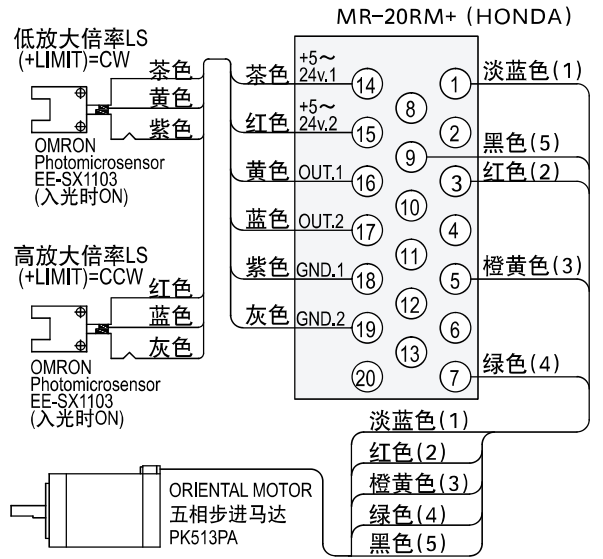 MR-20RM+ (HONDA)
低放大倍率LS
(+LIMIT)=CW
茶色
黄色
紫色
OMRON
Photomicrosensor
EE-SX1103
(入光时ON)
高放大倍率LS
(+LIMIT)=CCW
红色
蓝色
灰色
OMRON
Photomicrosensor
EE-SX1103
(入光时ON)
茶色 +5～
24v.1 14
红色 +5～
24v.2 15
黄色 OUT.1 16
蓝色 OUT.2 17
紫色 GND.1 18
灰色 GND.2 19
20
8
9
10
11
12
13
1 淡蓝色(1)
2
黑色(5)
3 红色(2)
4
5 橙黄色(3)
6
7 绿色(4)
淡蓝色(1)
红色(2)
橙黄色(3)
绿色(4)
黑色(5)
ORIENTAL MOTOR
五相步进马达
PK513PA